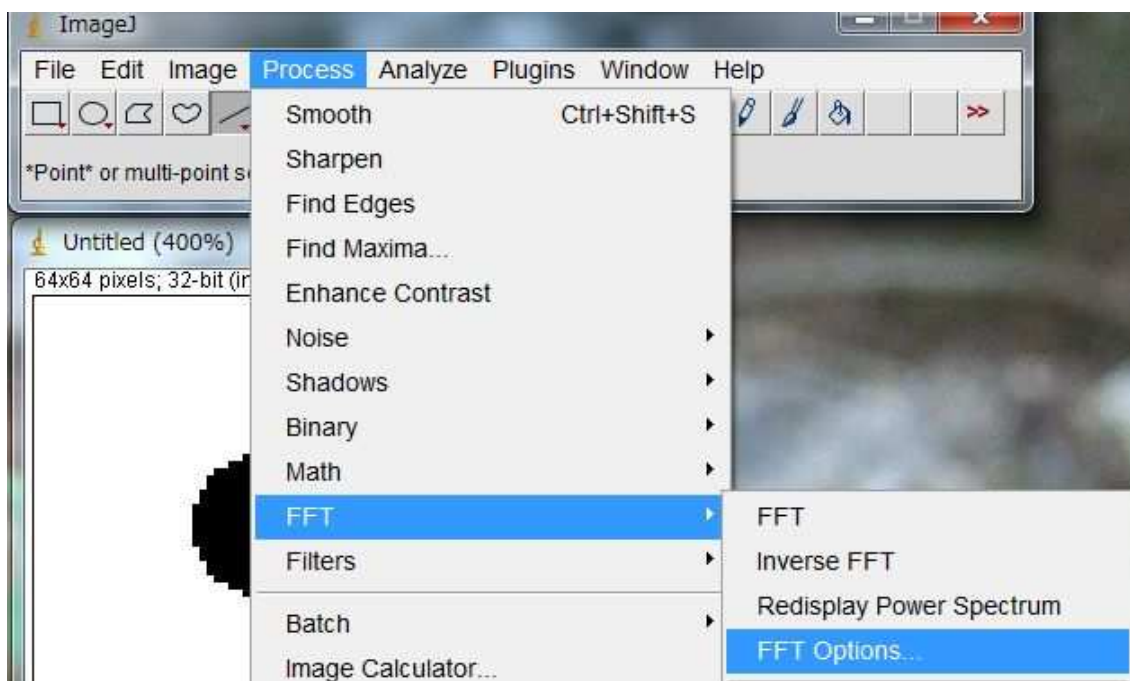 ImageJ
File Edit Image Process Analyze Plugins Window Help
*Point* or multi-point s
Untitled (400%)
64x64 pixels; 32-bit (in
Smooth Ctrl+Shift+S
Sharpen
Find Edges
Find Maxima...
Enhance Contrast
Noise
Shadows
Binary
Math
FFT
Filters
Batch
Image Calculator...
FFT
Inverse FFT
Redisplay Power Spectrum
FFT Options...